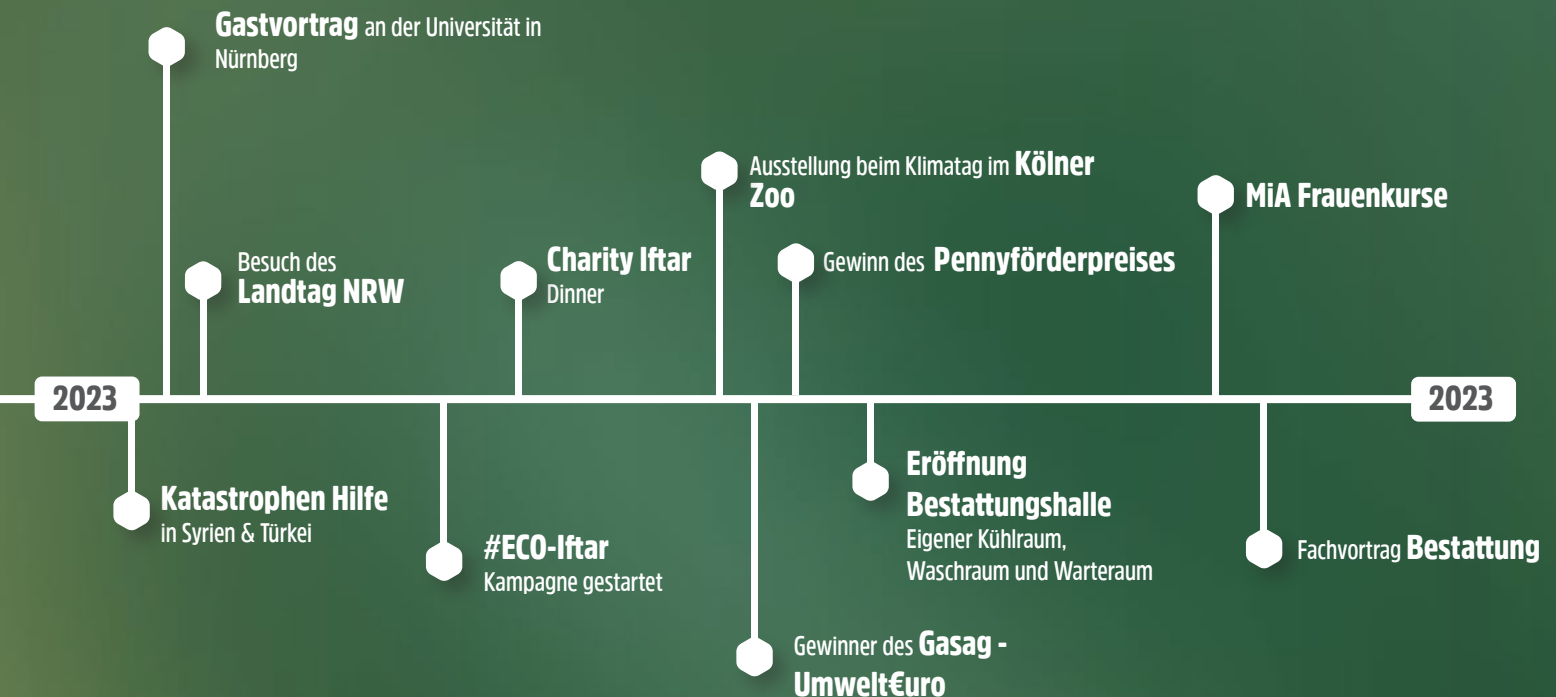 Gastvortrag an der Universität in
Nürnberg
Ausstellung beim Klimatag im Kölner
Zoo
MiA Frauenkurse
Besuch des
Landtag NRW
Charity Iftar
Dinner
Gewinn des Pennyförderpreises
2023
2023
Katastrophen Hilfe
in Syrien & Türkei
#ECO-Iftar
Kampagne gestartet
Eröffnung
Bestattungshalle
Eigener Kühlraum,
Waschraum und Warteraum
Fachvortrag Bestattung
Gewinner des Gasag -
Umwelt€uro